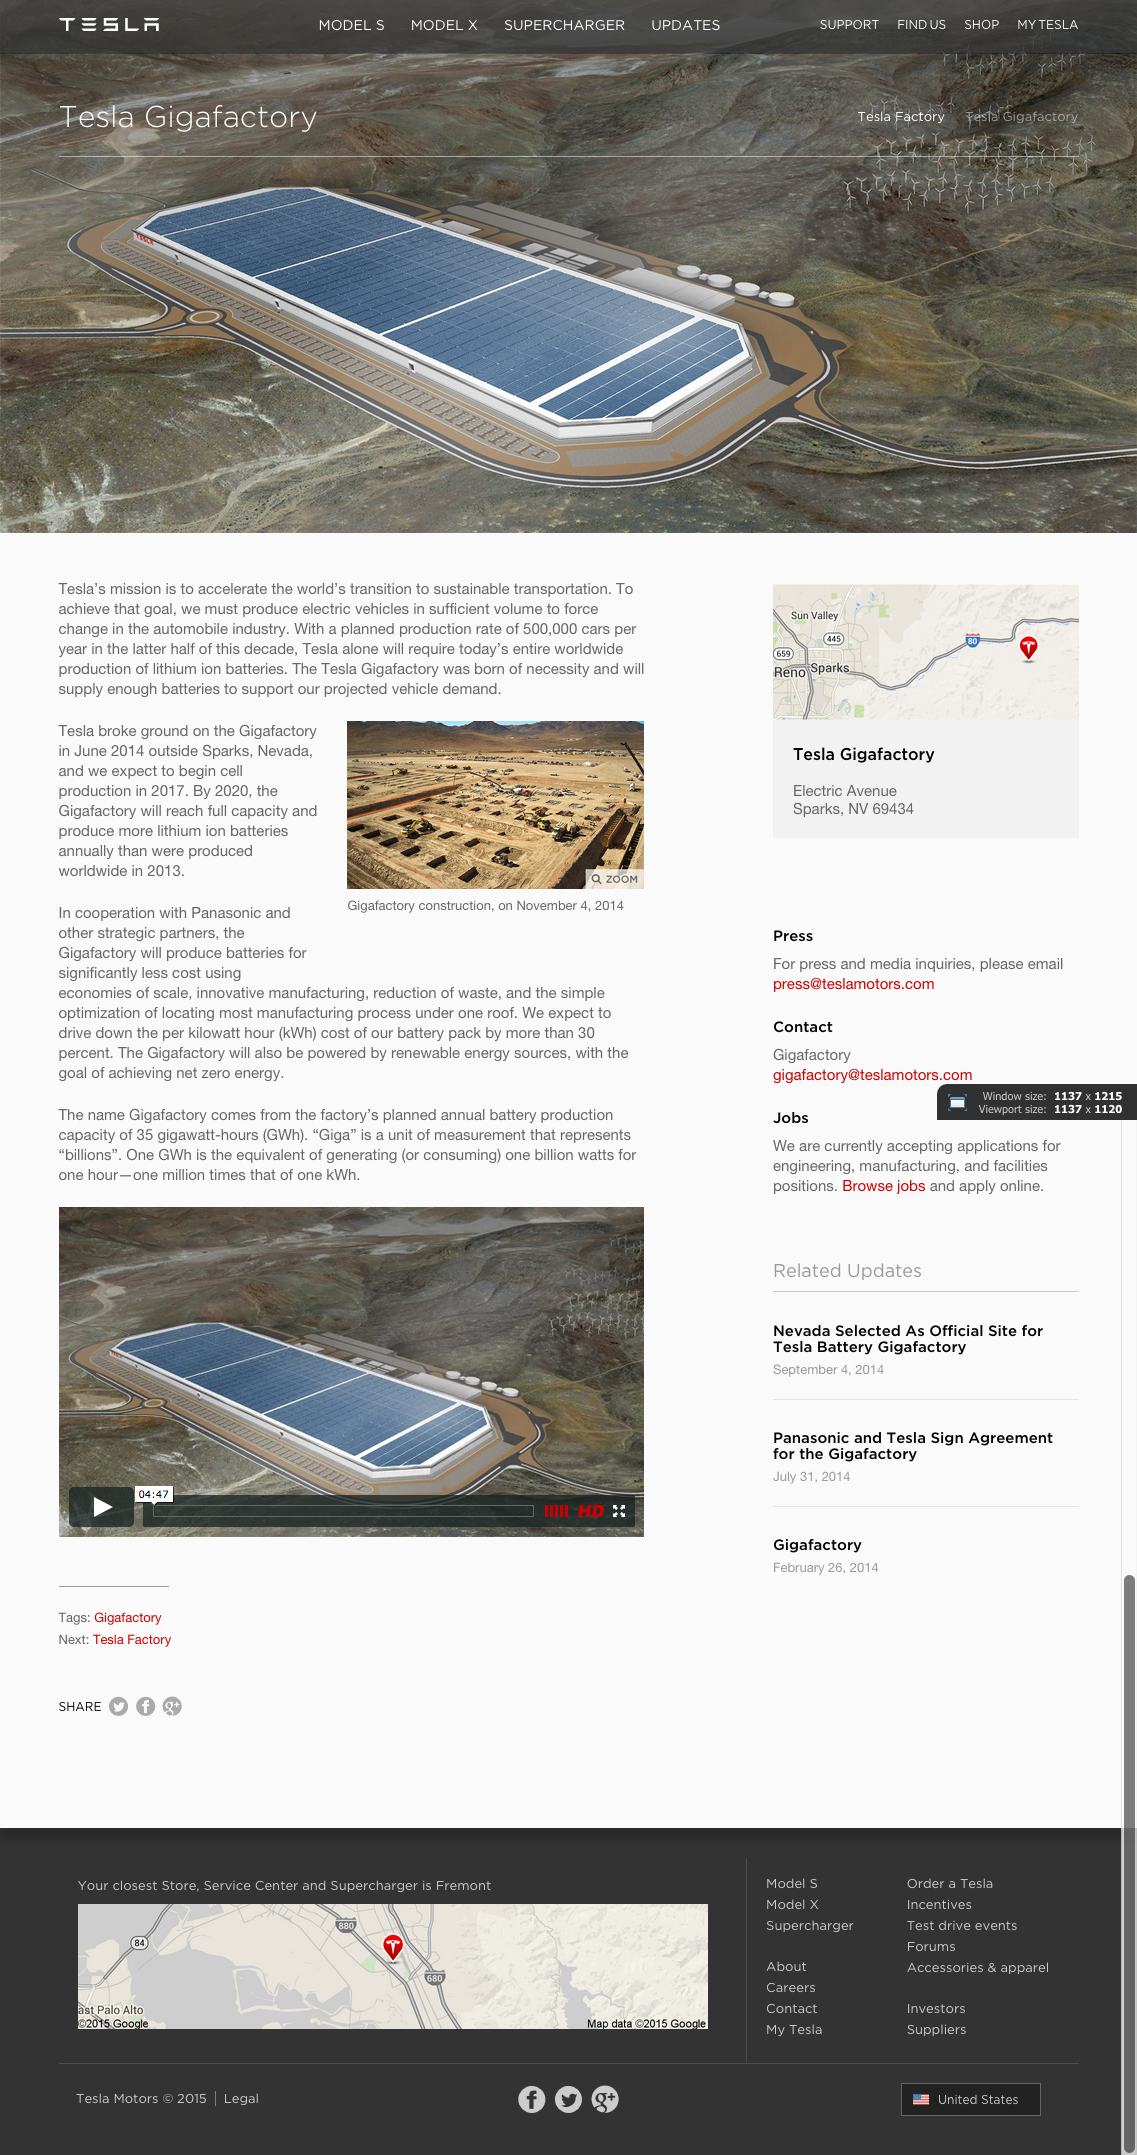 TESLA
MODEL S MODEL X SUPERCHARGER UPDATES
SUPPORT FIND US SHOP MY TESLA
Tesla Gigafactory
Tesla Factory Tesla Gigafactory
TESLA
Tesla's mission is to accelerate the world's transition to sustainable transportation. To
achieve that goal, we must produce electric vehicles in sufficient volume to force
change in the automobile industry. With a planned production rate of 500,000 cars per
year in the latter half of this decade, Tesla alone will require today's entire worldwide
production of lithium ion batteries. The Tesla Gigafactory was born of necessity and will
supply enough batteries to support our projected vehicle demand.
Tesla broke ground on the Gigafactory
in June 2014 outside Sparks, Nevada,
and we expect to begin cell
production in 2017. By 2020, the
Gigafactory will reach full capacity and
produce more lithium ion batteries
annually than were produced
worldwide in 2013.
ZOOM
Gigafactory construction, on November 4, 2014
In cooperation with Panasonic and
other strategic partners, the
Gigafactory will produce batteries for
significantly less cost using
economies of scale, innovative manufacturing, reduction of waste, and the simple
optimization of locating most manufacturing process under one roof. We expect to
drive down the per kilowatt hour (kWh) cost of our battery pack by more than 30
percent. The Gigafactory will also be powered by renewable energy sources, with the
goal of achieving net zero energy.
The name Gigafactory comes from the factory's planned annual battery production
capacity of 35 gigawatt-hours (GWh). “Giga” is a unit of measurement that represents
“billions”. One GWh is the equivalent of generating (or consuming) one billion watts for
one hour—one million times that of one kWh.
04:47
HD
Tags: Gigafactory
Next: Tesla Factory
SHARE
Sun Valley
445
80
659
Reno
Sparks
Tesla Gigafactory
Electric Avenue
Sparks, NV 69434
Press
For press and media inquiries, please email
press@teslamotors.com
Contact
Gigafactory
gigafactory@teslamotors.com
Window size: 1137 x 1215
Viewport size: 1137 x 1120
Jobs
We are currently accepting applications for
engineering, manufacturing, and facilities
positions. Browse jobs and apply online.
Related Updates
Nevada Selected As Official Site for
Tesla Battery Gigafactory
September 4, 2014
Panasonic and Tesla Sign Agreement
for the Gigafactory
July 31, 2014
Gigafactory
February 26, 2014
Your closest Store, Service Center and Supercharger is Fremont
880
84
680
ast Palo Alto
©2015 Google
Map data ©2015 Google
Model S
Model X
Supercharger
About
Careers
Contact
My Tesla
Order a Tesla
Incentives
Test drive events
Forums
Accessories & apparel
Investors
Suppliers
Tesla Motors © 2015 | Legal
United States